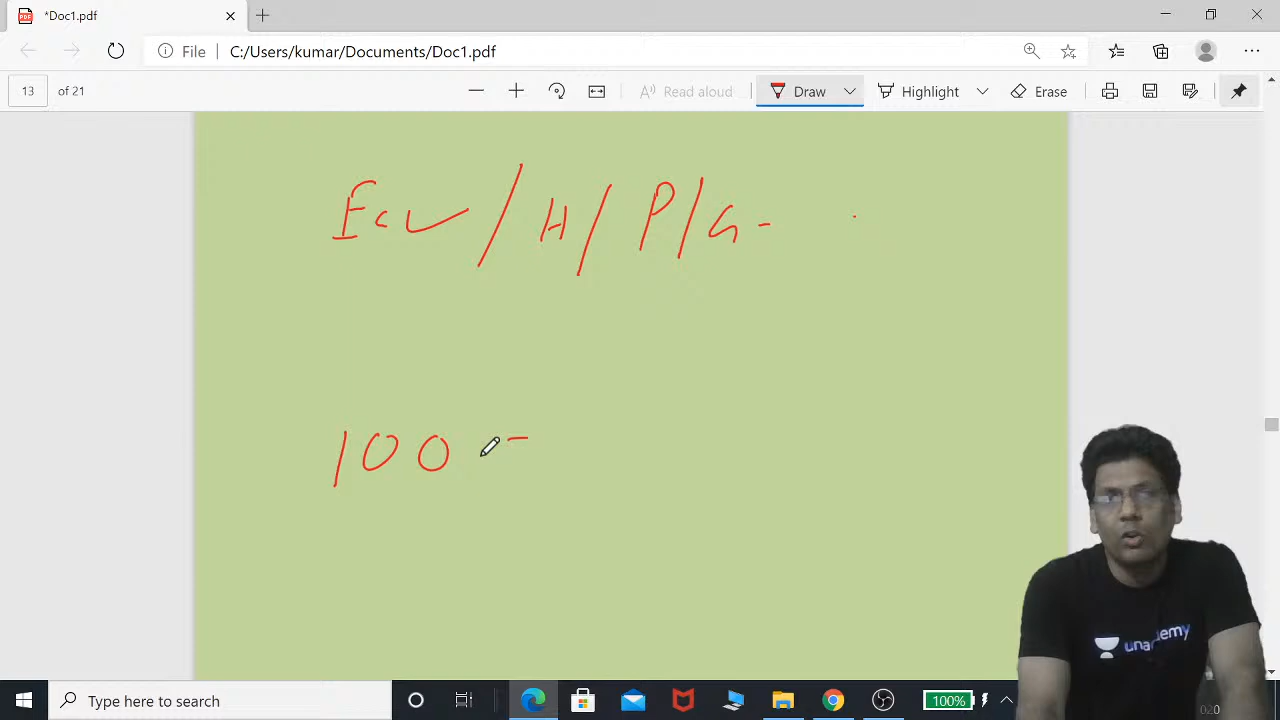 *Doc1.pdf
File C:/Users/kumar/Documents/Doc1.pdf
13 of 21 Read aloud Draw Highlight Erase
/ H / P / G -
100 -
unacademy
Type here to search 100%